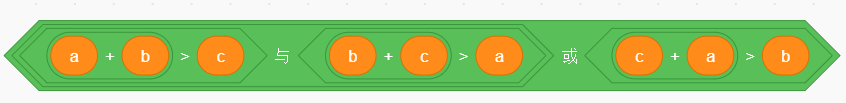 a + b > c 与 b + c > a 或 c + a > b